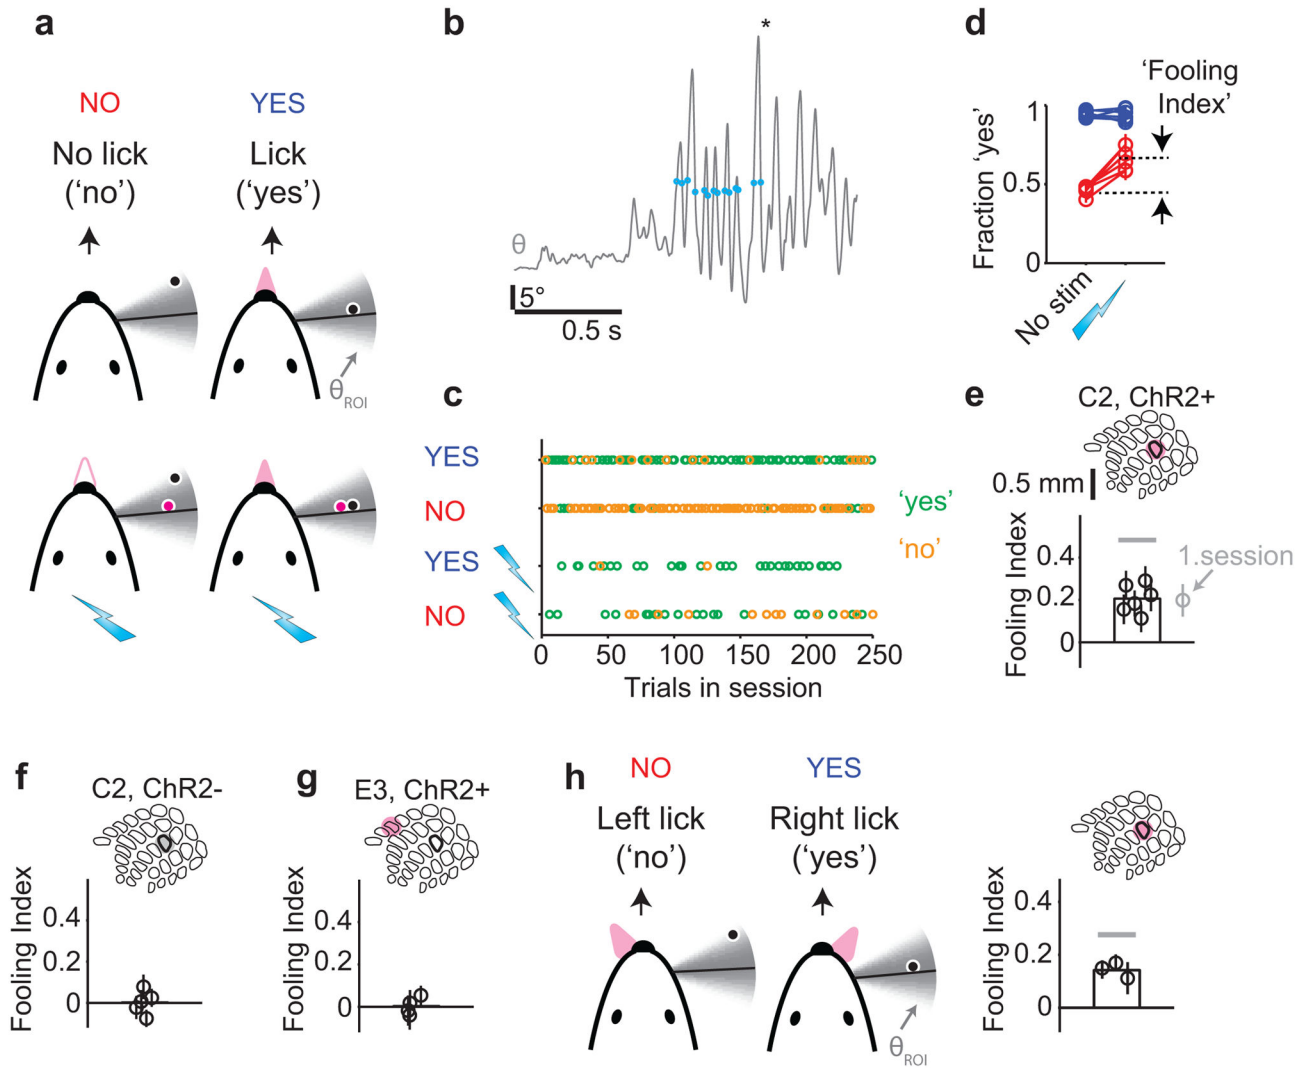 a
NO
YES
No lick
('no')
Lick
('yes')
θROI
b
*
θ
5°
0.5 s
c
YES
NO
YES
NO
'yes'
'no'
0
50
100
150
200
250
Trials in session
d
'Fooling
Index'
Fraction 'yes'
1
0.5
0
No stim
e
C2, ChR2+
0.5 mm
Fooling Index
0.4
0.2
0
1.session
f
C2, ChR2-
Fooling Index
0.4
0.2
0
g
E3, ChR2+
Fooling Index
0.4
0.2
0
h
NO
YES
Left lick
('no')
Right lick
('yes')
θROI
Fooling Index
0.4
0.2
0